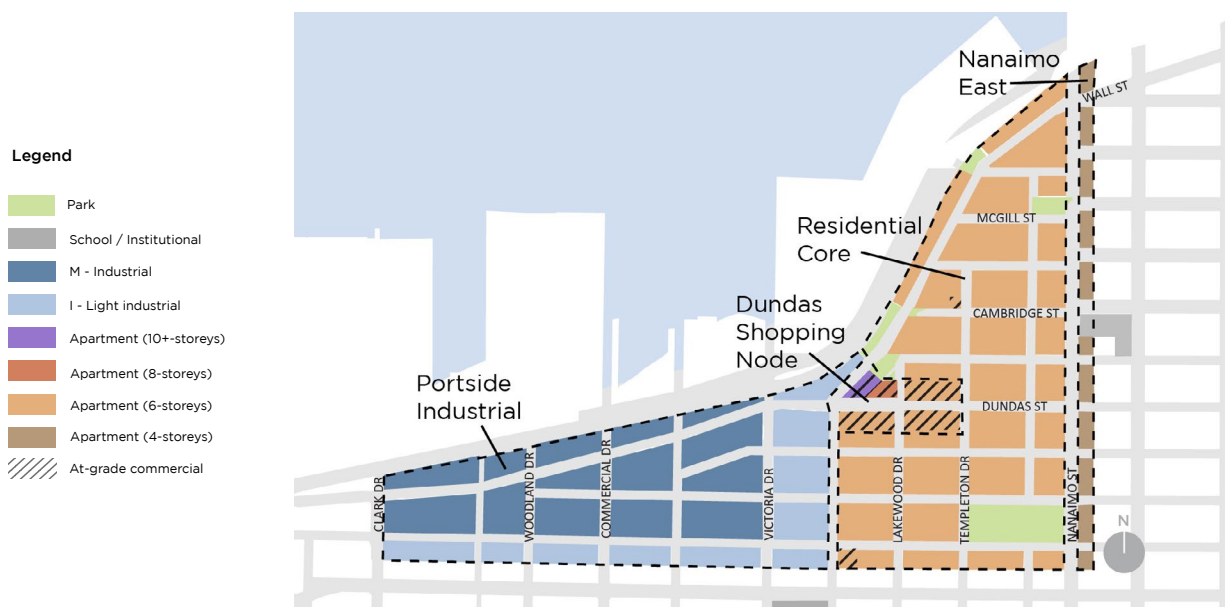 Legend
Park
School / Institutional
M - Industrial
I - Light industrial
Apartment (10+-storeys)
Apartment (8-storeys)
Apartment (6-storeys)
Apartment (4-storeys)
At-grade commercial
Nanaimo
East
WALL ST
MCGILL ST
Residential
Core
CAMBRIDGE ST
Dundas
Shopping
Node
Portside
Industrial
DUNDAS ST
CLARK DR
WOODLAND DR
COMMERCIAL DR
VICTORIA DR
LAKEWOOD DR
TEMPLETON DR
NANAIMO ST
N